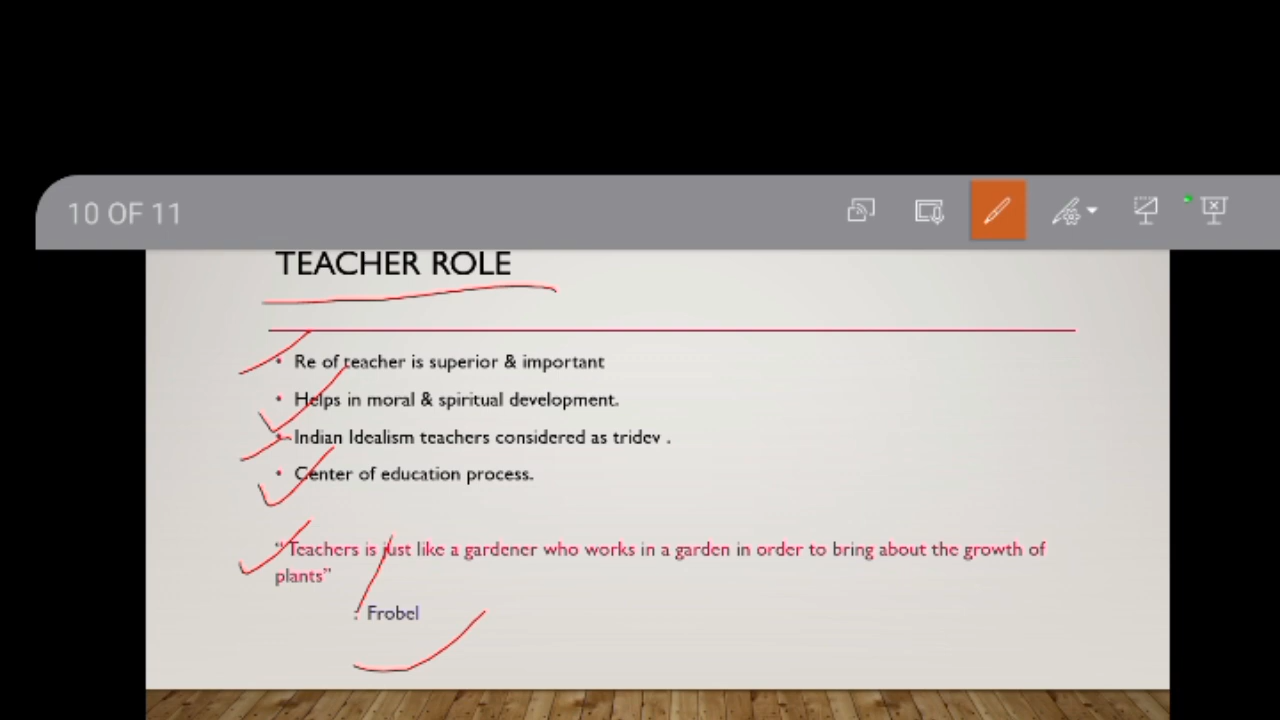 10 OF 11
TEACHER ROLE
• Re of teacher is superior & important
• Helps in moral & spiritual development.
• Indian Idealism teachers considered as tridev .
• Center of education process.
“ Teachers is just like a gardener who works in a garden in order to bring about the growth of
plants”
: Frobel